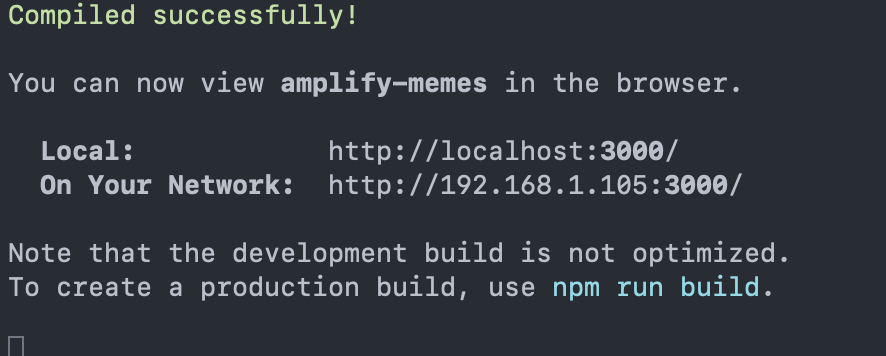 Compiled successfully!
You can now view amplify-memes in the browser.
Local: http://localhost:3000/
On Your Network: http://192.168.1.105:3000/
Note that the development build is not optimized.
To create a production build, use npm run build.